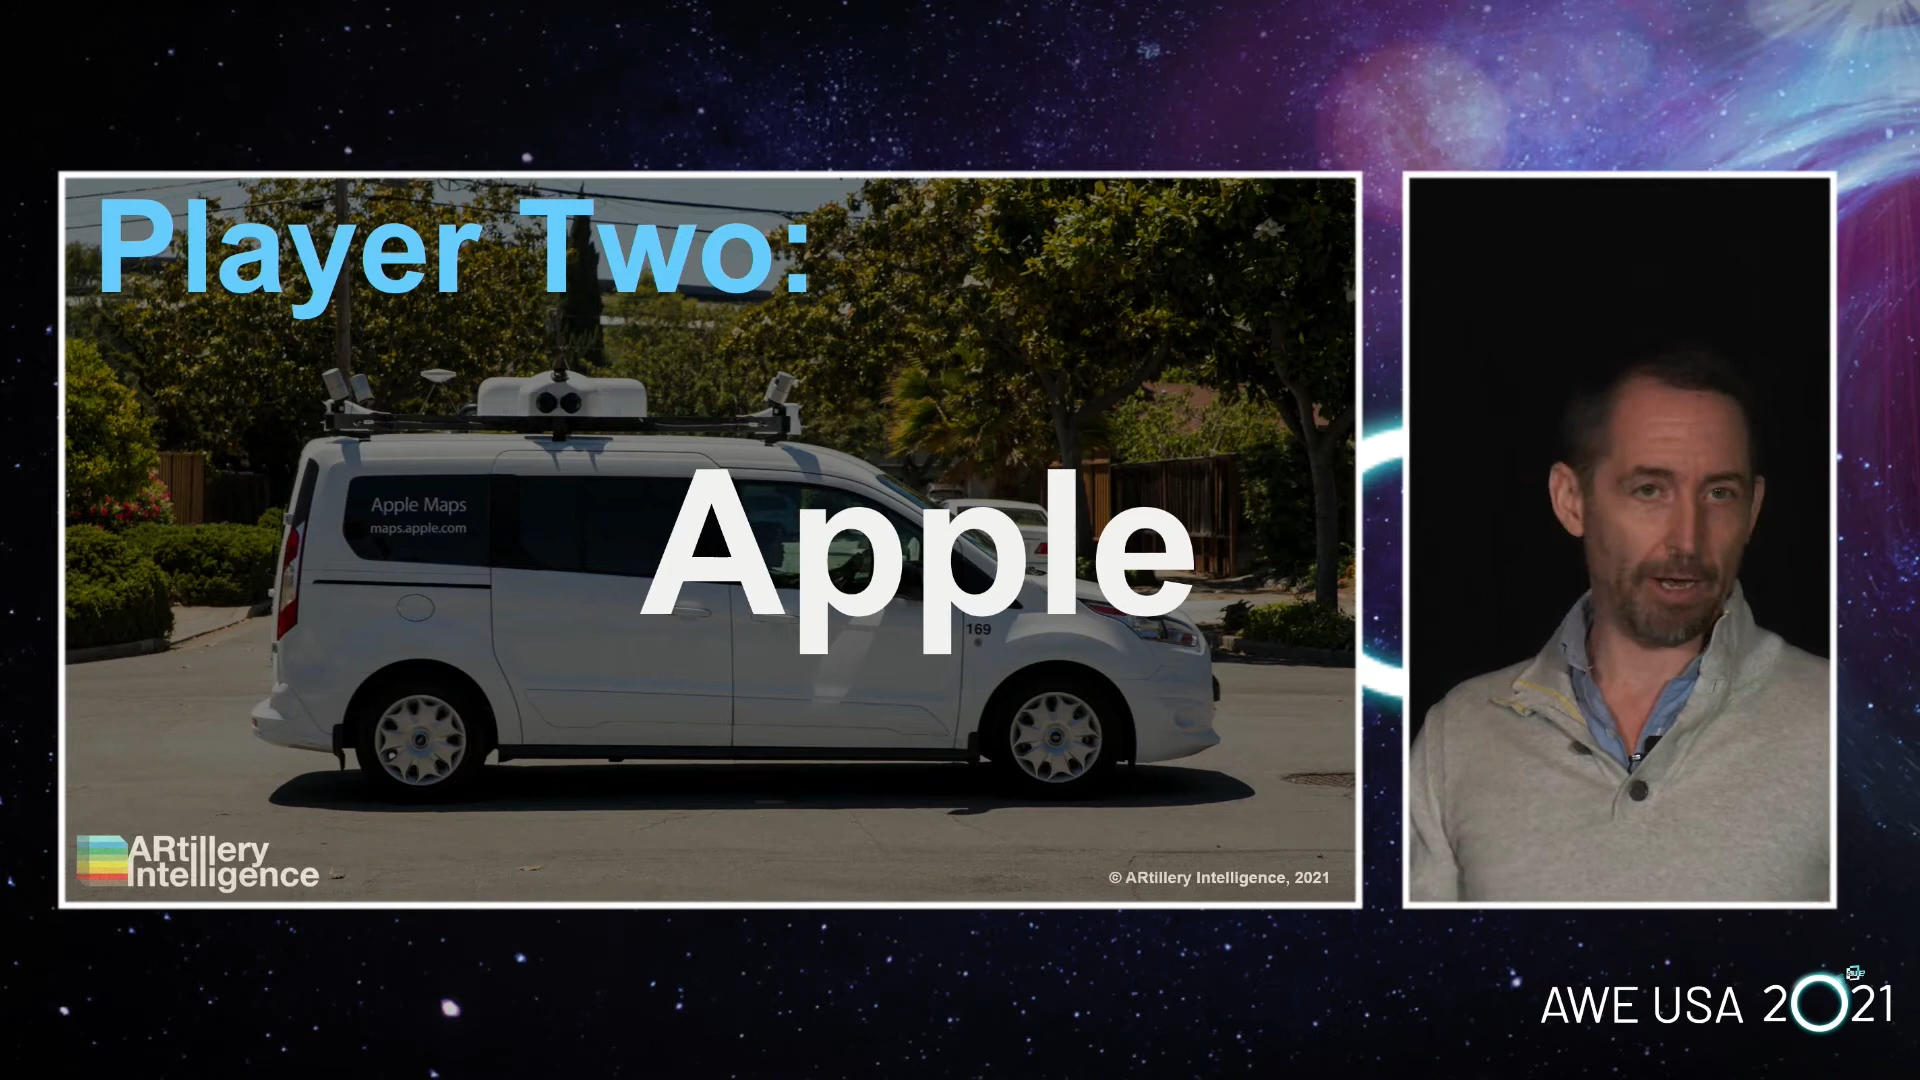 Player Two:
Apple Maps
maps.apple.com
Apple
169
ARtillery
Intelligence
© ARtillery Intelligence, 2021
AWE USA 2021